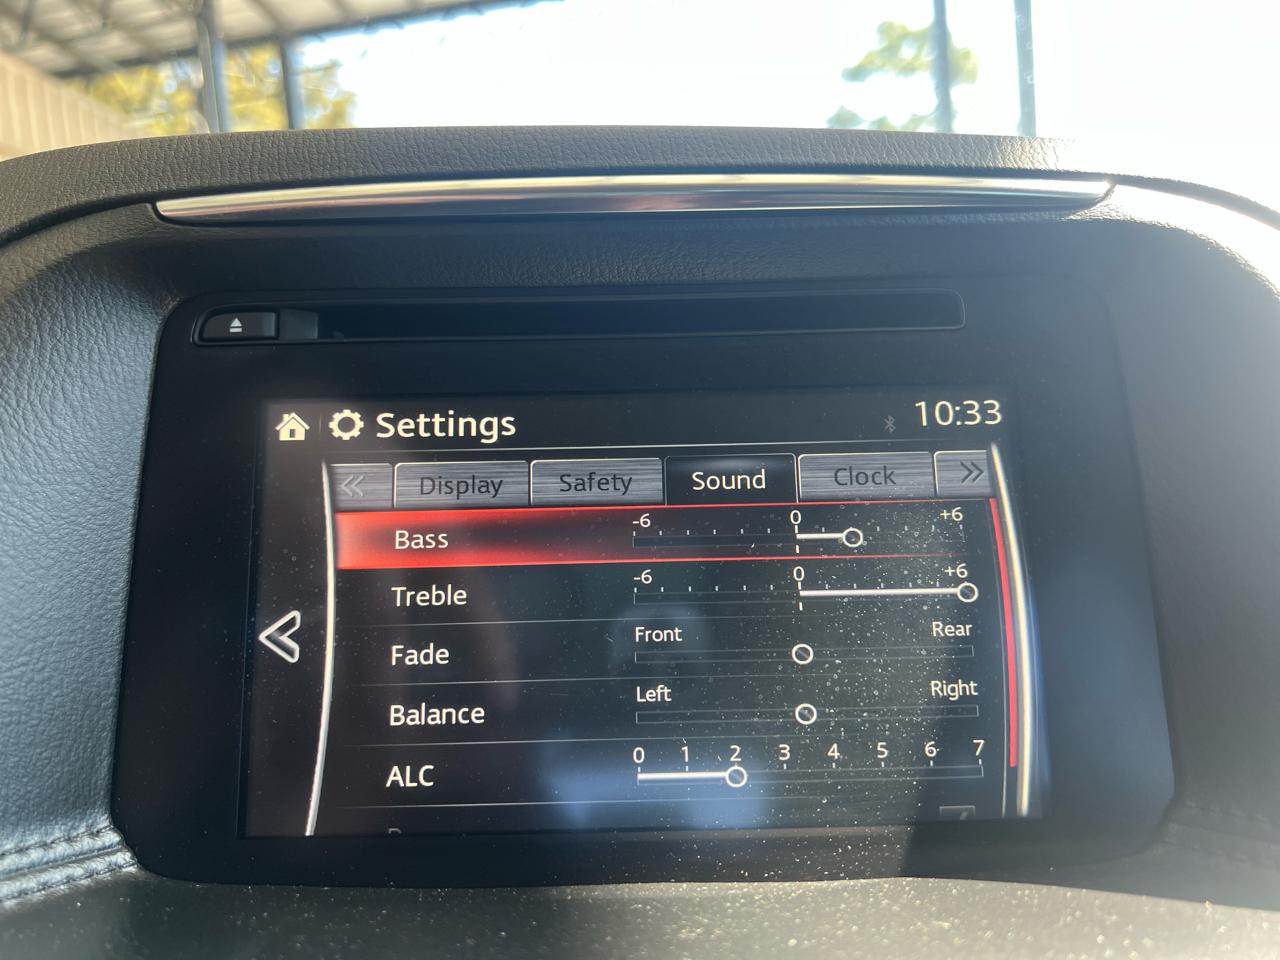 Settings 10:33
« Display Safety Sound Clock »
Bass -6 0 +6
Treble -6 0 +6
Fade Front Rear
Balance Left Right
ALC 0 1 2 3 4 5 6 7